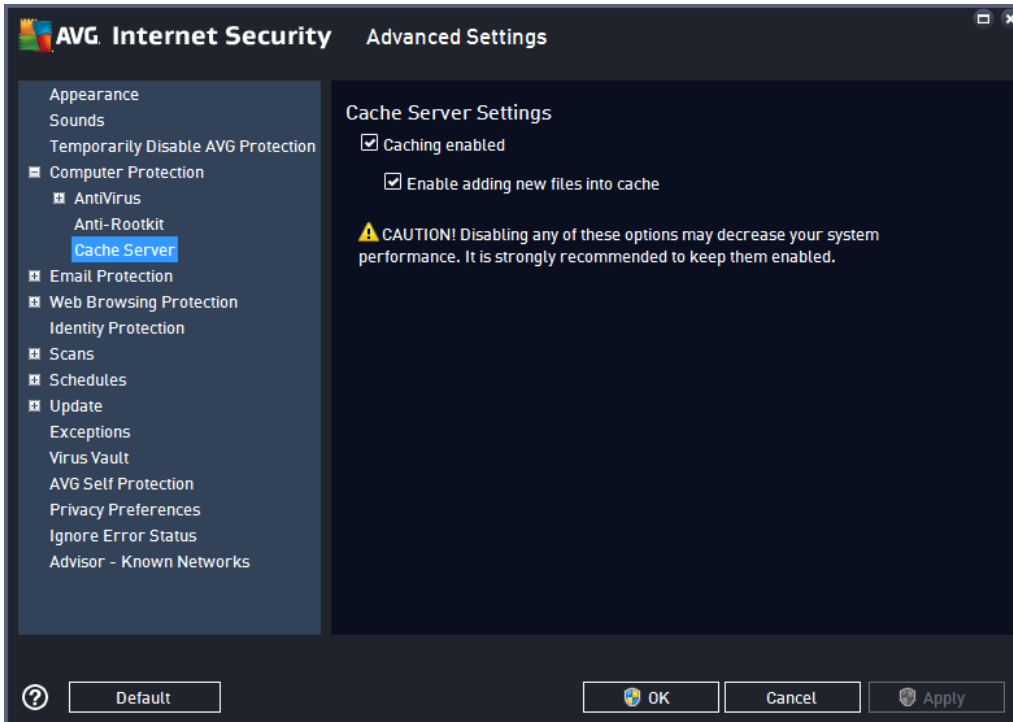 AVG. Internet Security Advanced Settings
Appearance
Sounds
Temporarily Disable AVG Protection
Computer Protection
AntiVirus
Anti-Rootkit
Cache Server
Email Protection
Web Browsing Protection
Identity Protection
Scans
Schedules
Update
Exceptions
Virus Vault
AVG Self Protection
Privacy Preferences
Ignore Error Status
Advisor - Known Networks
Cache Server Settings
Caching enabled
Enable adding new files into cache
CAUTION! Disabling any of these options may decrease your system
performance. It is strongly recommended to keep them enabled.
? Default OK Cancel Apply